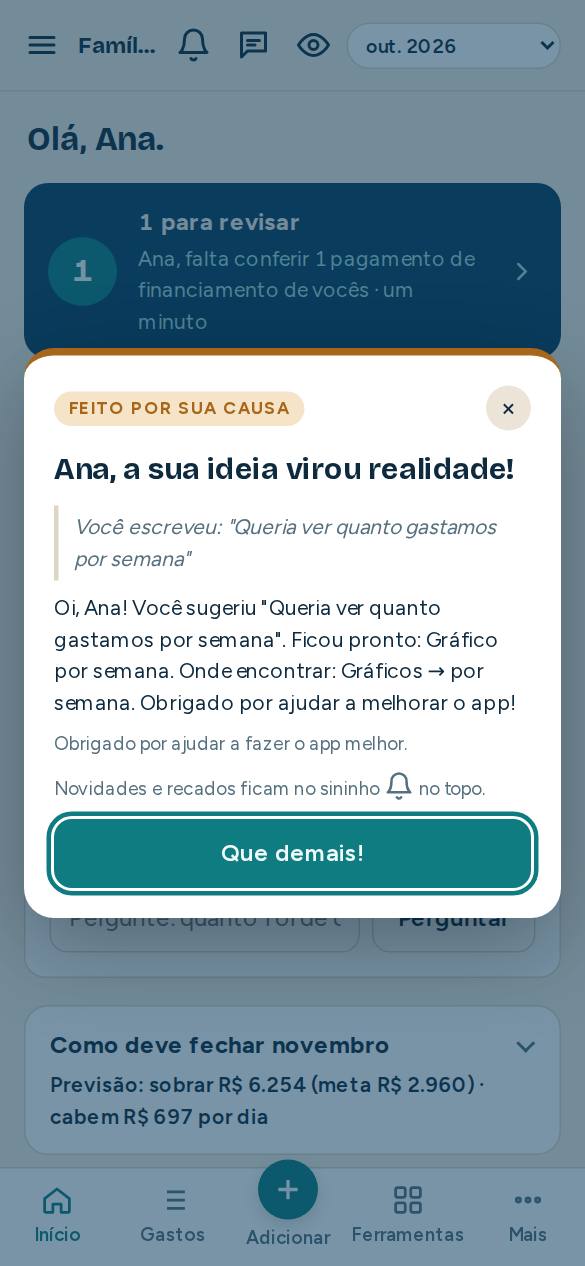 Famíl...
out. 2026
Olá, Ana.
1
1 para revisar
Ana, falta conferir 1 pagamento de
financiamento de vocês · um
minuto
FEITO POR SUA CAUSA
×
Ana, a sua ideia virou realidade!
Você escreveu: "Queria ver quanto gastamos
por semana"
Oi, Ana! Você sugeriu "Queria ver quanto
gastamos por semana". Ficou pronto: Gráfico
por semana. Onde encontrar: Gráficos → por
semana. Obrigado por ajudar a melhorar o app!
Obrigado por ajudar a fazer o app melhor.
Novidades e recados ficam no sininho no topo.
Que demais!
Pergunte: quanto
Perguntar
Como deve fechar novembro
Previsão: sobrar R$ 6.254 (meta R$ 2.960) ·
cabem R$ 697 por dia
Início
Gastos
Adicionar
Ferramentas
Mais